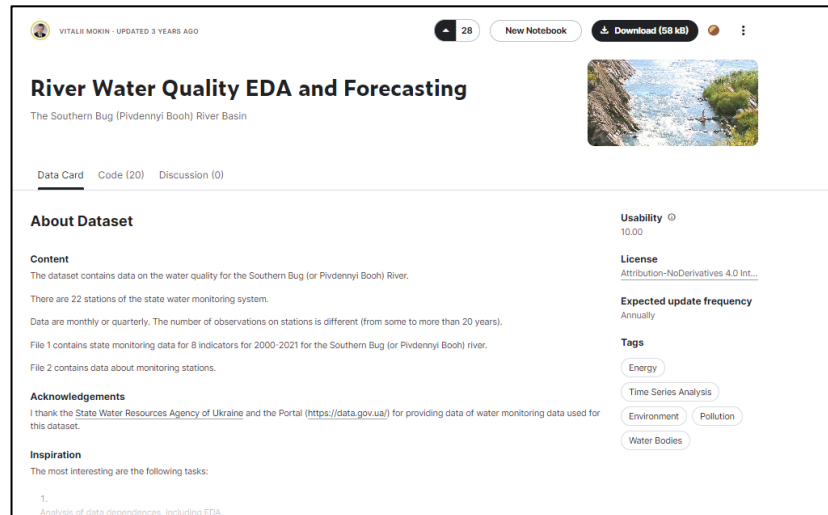 VITALII MOKIN · UPDATED 3 YEARS AGO
28
New Notebook
Download (58 kB)
River Water Quality EDA and Forecasting
The Southern Bug (Pivdennyi Booh) River Basin
Data Card
Code (20)
Discussion (0)
About Dataset
Content
The dataset contains data on the water quality for the Southern Bug (or Pivdennyi Booh) River.
There are 22 stations of the state water monitoring system.
Data are monthly or quarterly. The number of observations on stations is different (from some to more than 20 years).
File 1 contains state monitoring data for 8 indicators for 2000-2021 for the Southern Bug (or Pivdennyi Booh) river.
File 2 contains data about monitoring stations.
Acknowledgements
I thank the State Water Resources Agency of Ukraine and the Portal (https://data.gov.ua/) for providing data of water monitoring data used for
this dataset.
Inspiration
The most interesting are the following tasks:
1.
Analysis of data dependences, including EDA
Usability
10.00
License
Attribution-NoDerivatives 4.0 Int...
Expected update frequency
Annually
Tags
Energy
Time Series Analysis
Environment
Pollution
Water Bodies